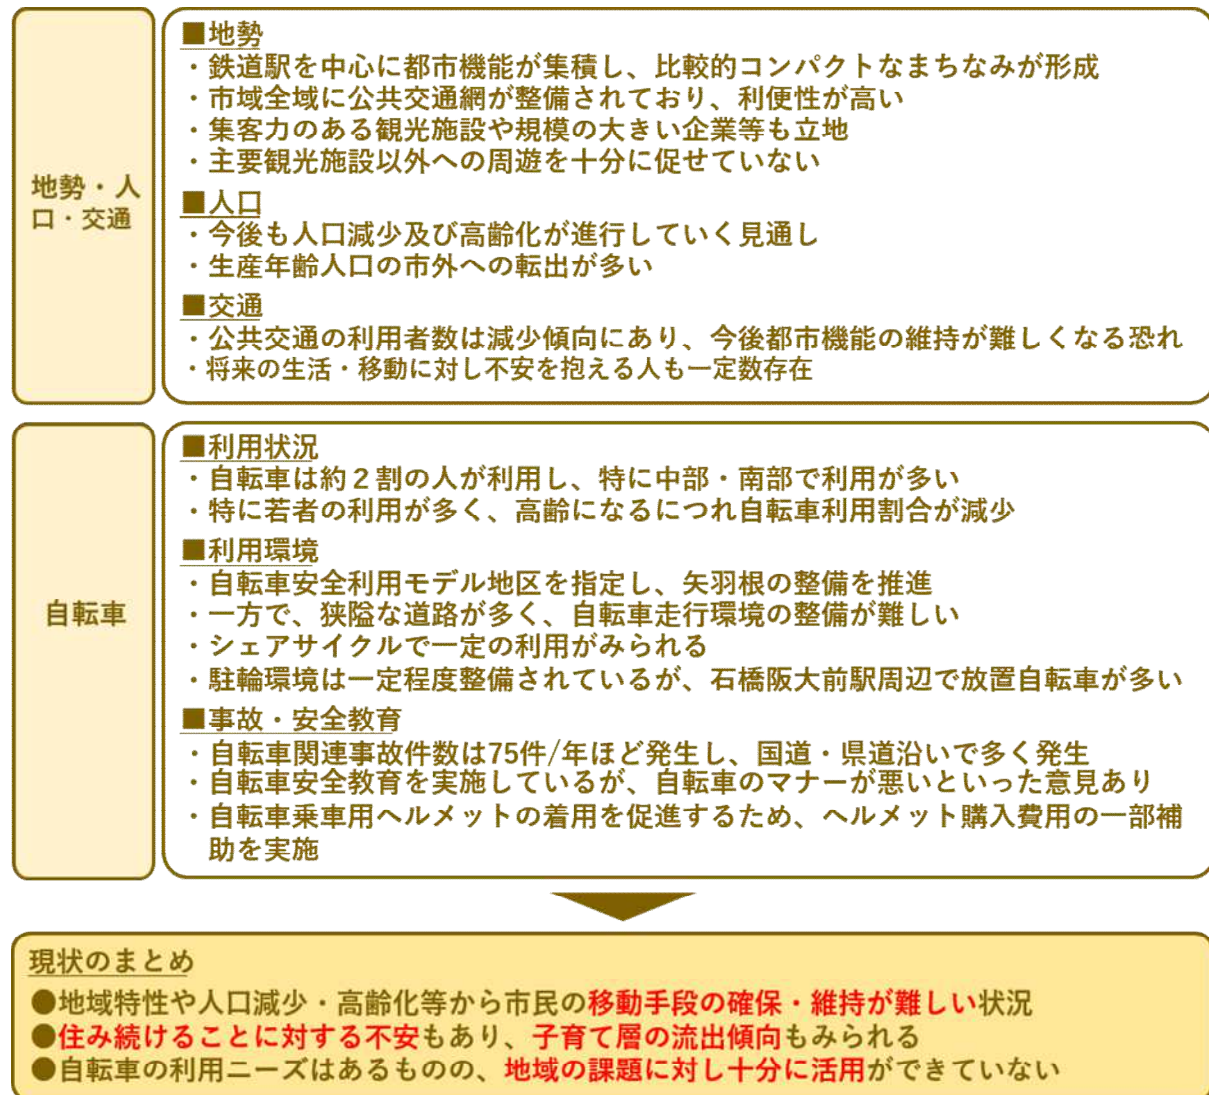 地勢・人
口・交通
■地勢
・鉄道駅を中心に都市機能が集積し、比較的コンパクトなまちなみが形成
・市域全域に公共交通網が整備されており、利便性が高い
・集客力のある観光施設や規模の大きい企業等も立地
・主要観光施設以外への周遊を十分に促せていない
■人口
・今後も人口減少及び高齢化が進行していく見通し
・生産年齢人口の市外への転出が多い
■交通
・公共交通の利用者数は減少傾向にあり、今後都市機能の維持が難しくなる恐れ
・将来の生活・移動に対し不安を抱える人も一定数存在
自転車
■利用状況
・自転車は約２割の人が利用し、特に中部・南部で利用が多い
・特に若者の利用が多く、高齢になるにつれ自転車利用割合が減少
■利用環境
・自転車安全利用モデル地区を指定し、矢羽根の整備を推進
・一方で、狭隘な道路が多く、自転車走行環境の整備が難しい
・シェアサイクルで一定の利用がみられる
・駐輪環境は一定程度整備されているが、石橋阪大前駅周辺で放置自転車が多い
■事故・安全教育
・自転車関連事故件数は75件/年ほど発生し、国道・県道沿いで多く発生
・自転車安全教育を実施しているが、自転車のマナーが悪いといった意見あり
・自転車乗車用ヘルメットの着用を促進するため、ヘルメット購入費用の一部補
助を実施
現状のまとめ
●地域特性や人口減少・高齢化等から市民の移動手段の確保・維持が難しい状況
●住み続けることに対する不安もあり、子育て層の流出傾向もみられる
●自転車の利用ニーズはあるものの、地域の課題に対し十分に活用ができていない